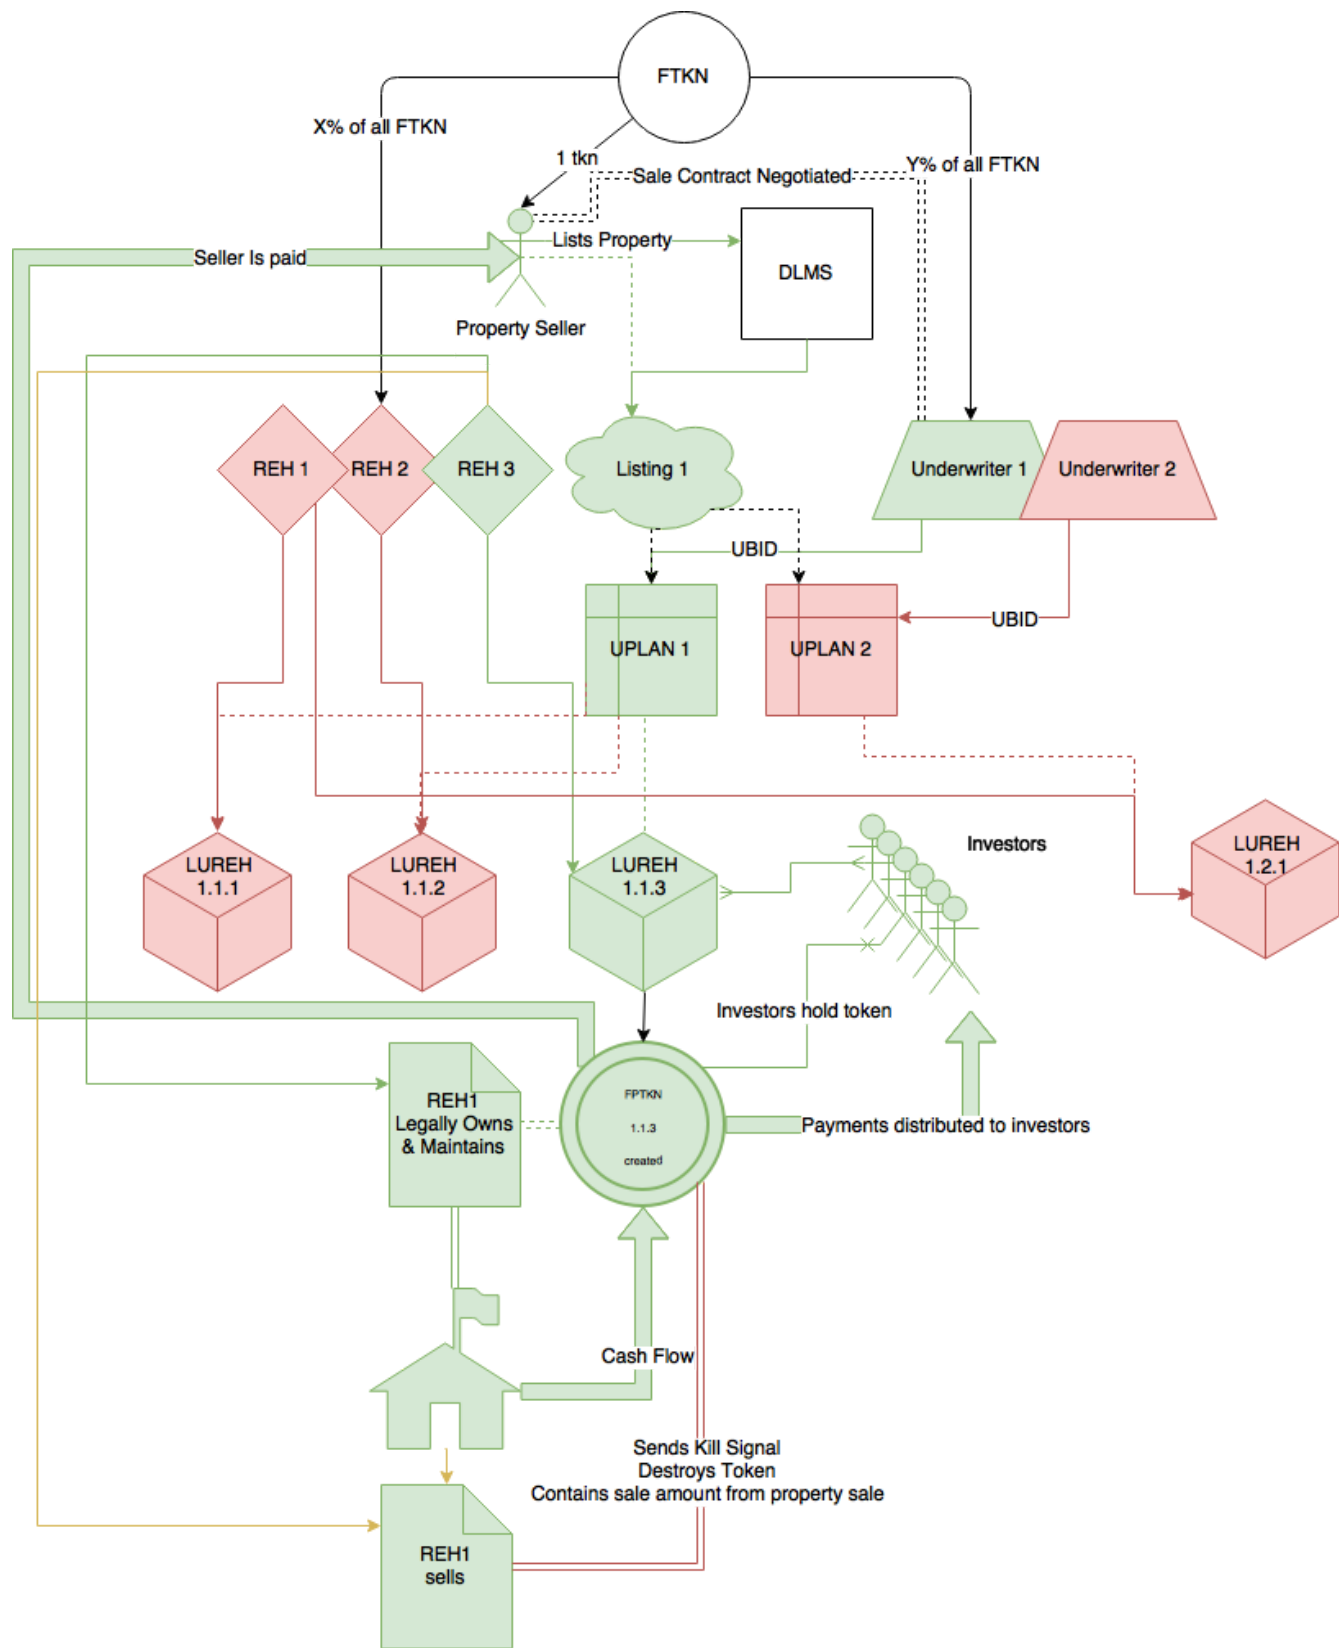 FTKN
X% of all FTKN
1 tkn
Sale Contract Negotiated
Y% of all FTKN
Seller Is paid
Lists Property
DLMS
Property Seller
REH 1
REH 2
REH 3
Listing 1
Underwriter 1
Underwriter 2
UBID
UBID
UPLAN 1
UPLAN 2
LUREH
1.1.1
LUREH
1.1.2
LUREH
1.1.3
Investors
LUREH
1.2.1
Investors hold token
REH1
Legally Owns
& Maintains
FPTKN
1.1.3
created
Payments distributed to investors
Cash Flow
Sends Kill Signal
Destroys Token
Contains sale amount from property sale
REH1
sells